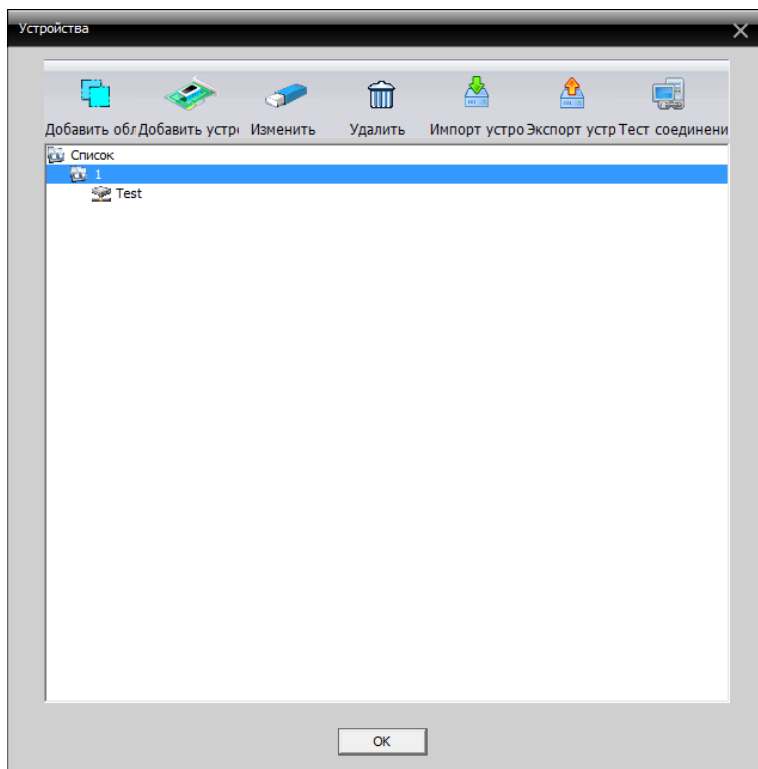 Устройства
Добавить обл Добавить устр Изменить Удалить Импорт устро Экспорт устр Тест соединени
Список
1
Test
OK